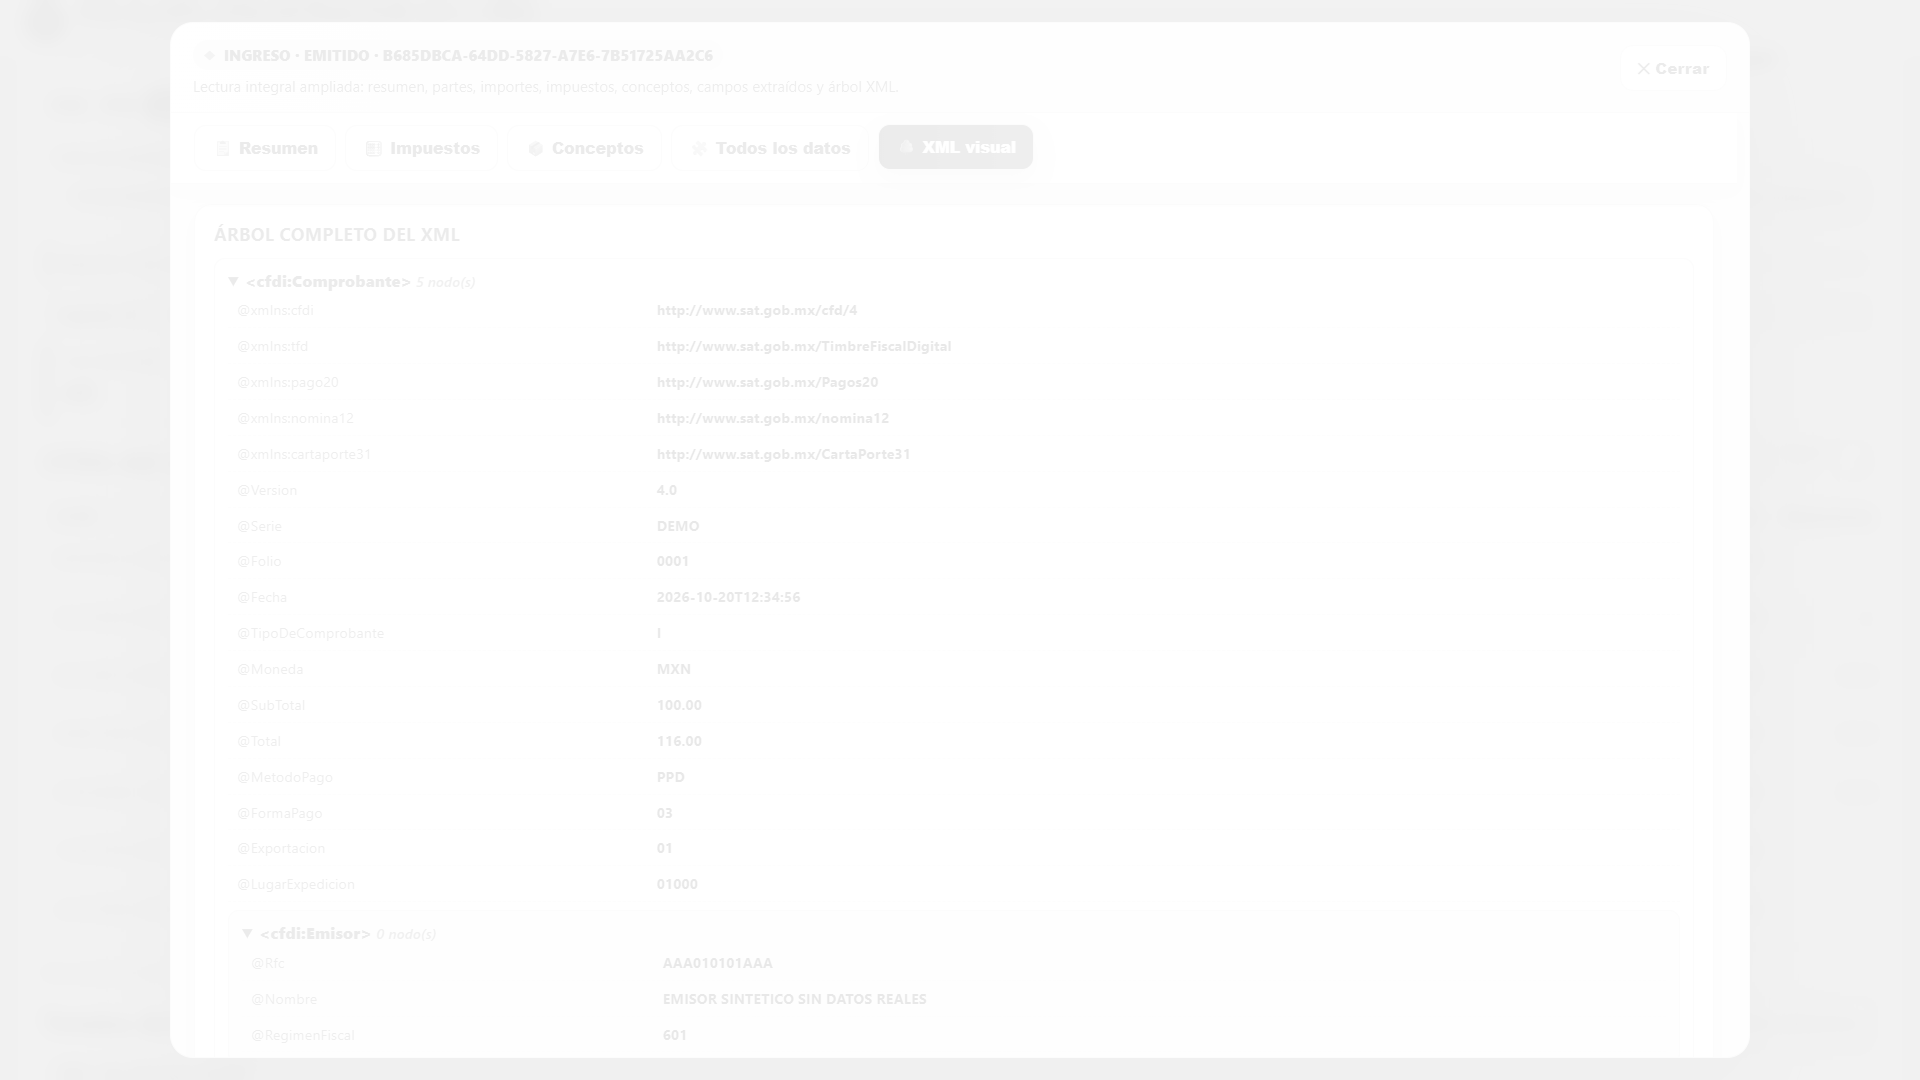 INGRESO • EMITIDO • B685DBCA-64DD-5827-A7E6-7B51725AA2C6
Lectura integral ampliada: resumen, partes, importes, impuestos, conceptos, campos extraídos y árbol XML.
Cerrar
Resumen
Impuestos
Conceptos
Todos los datos
XML visual
ÁRBOL COMPLETO DEL XML
▼ <cfdi:Comprobante> 5 nodo(s)
@xmlns:cfdi http://www.sat.gob.mx/cfd/4
@xmlns:tfd http://www.sat.gob.mx/TimbreFiscalDigital
@xmlns:pago20 http://www.sat.gob.mx/Pagos20
@xmlns:nomina12 http://www.sat.gob.mx/nomina12
@xmlns:cartaporte31 http://www.sat.gob.mx/CartaPorte31
@Version 4.0
@Serie DEMO
@Folio 0001
@Fecha 2026-10-20T12:34:56
@TipoDeComprobante I
@Moneda MXN
@SubTotal 100.00
@Total 116.00
@MetodoPago PPD
@FormaPago 03
@Exportacion 01
@LugarExpedicion 01000
▼ <cfdi:Emisor> 0 nodo(s)
@Rfc AAA010101AAA
@Nombre EMISOR SINTETICO SIN DATOS REALES
@RegimenFiscal 601